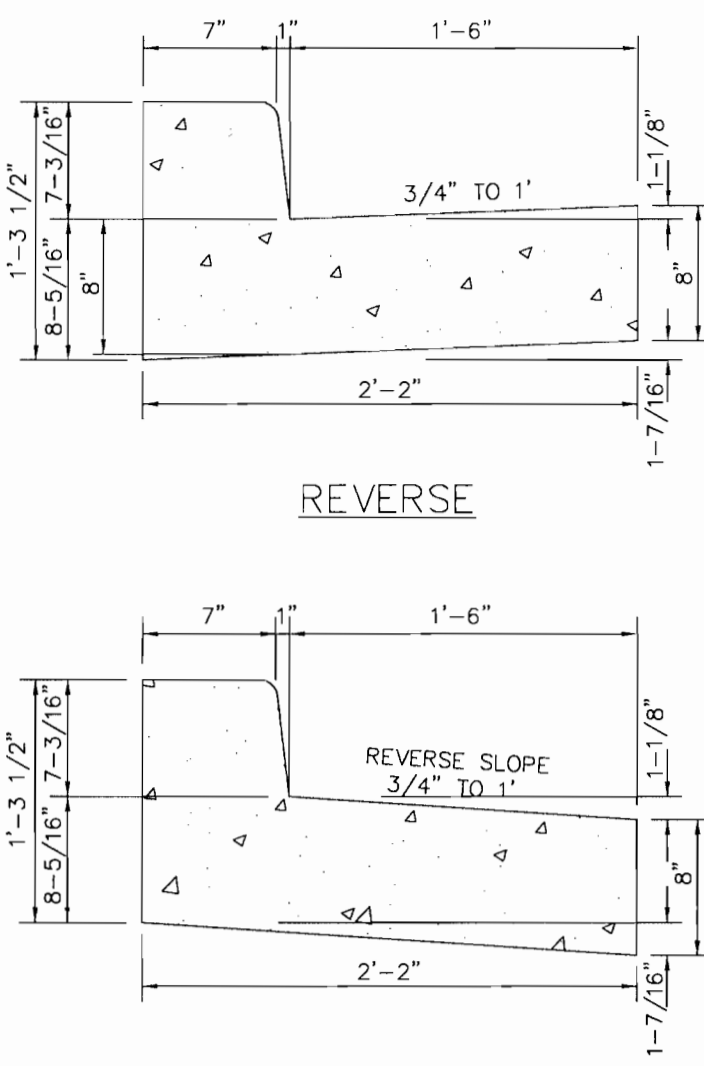 7" 1" 1'-6"
1'-3 1/2"
7-3/16"
8-5/16"
8"
3/4" TO 1'
1-1/8"
8"
1-7/16"
2'-2"
REVERSE
7" 1" 1'-6"
1'-3 1/2"
7-3/16"
8-5/16"
REVERSE SLOPE
3/4" TO 1'
1-1/8"
8"
1-7/16"
2'-2"